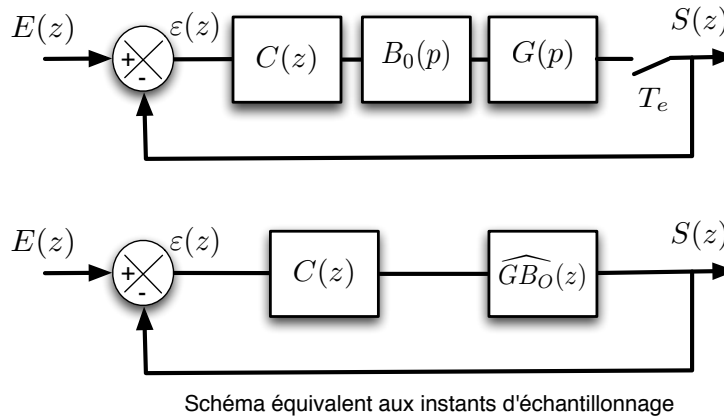 E(z) ε(z) S(z)
+ - C(z) B₀(p) G(p) Tₑ
E(z) ε(z) S(z)
+ - C(z) \widehat{GB_O}(z)
Schéma équivalent aux instants d'échantillonnage